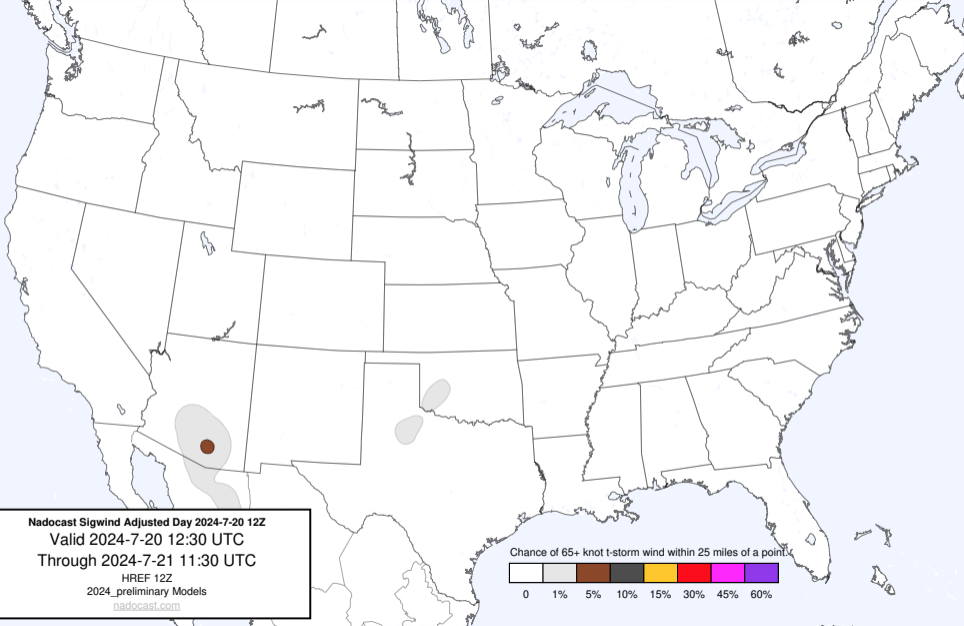 Nadocast Sigwind Adjusted Day 2024-7-20 12Z
Valid 2024-7-20 12:30 UTC
Through 2024-7-21 11:30 UTC
HREF 12Z
2024_preliminary Models
nadocast.com
Chance of 65+ knot t-storm wind within 25 miles of a point.
0 1% 5% 10% 15% 30% 45% 60%